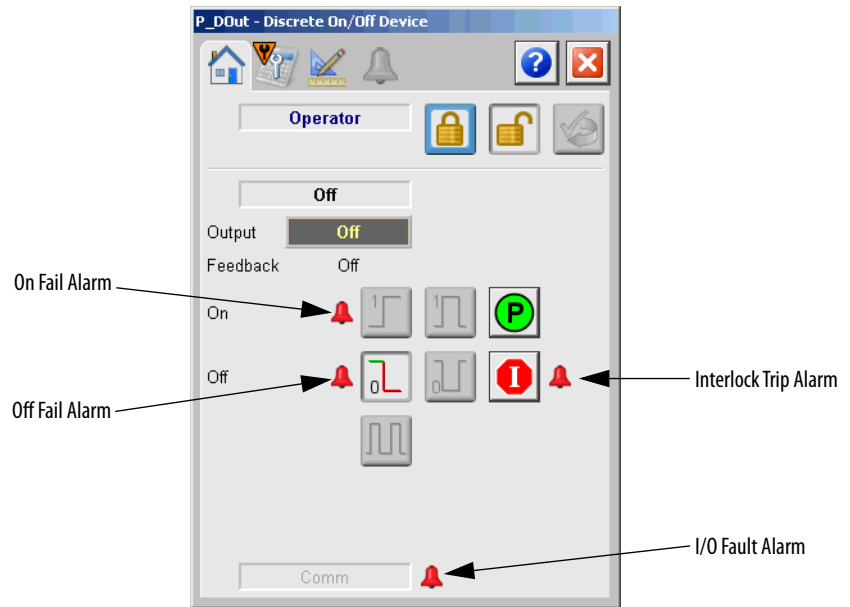 P_DOut - Discrete On/Off Device
?
Operator
Off
Output Off
Feedback Off
On Fail Alarm
On 1 1 P
Off 0 0 I
Interlock Trip Alarm
Off Fail Alarm
I/O Fault Alarm
Comm